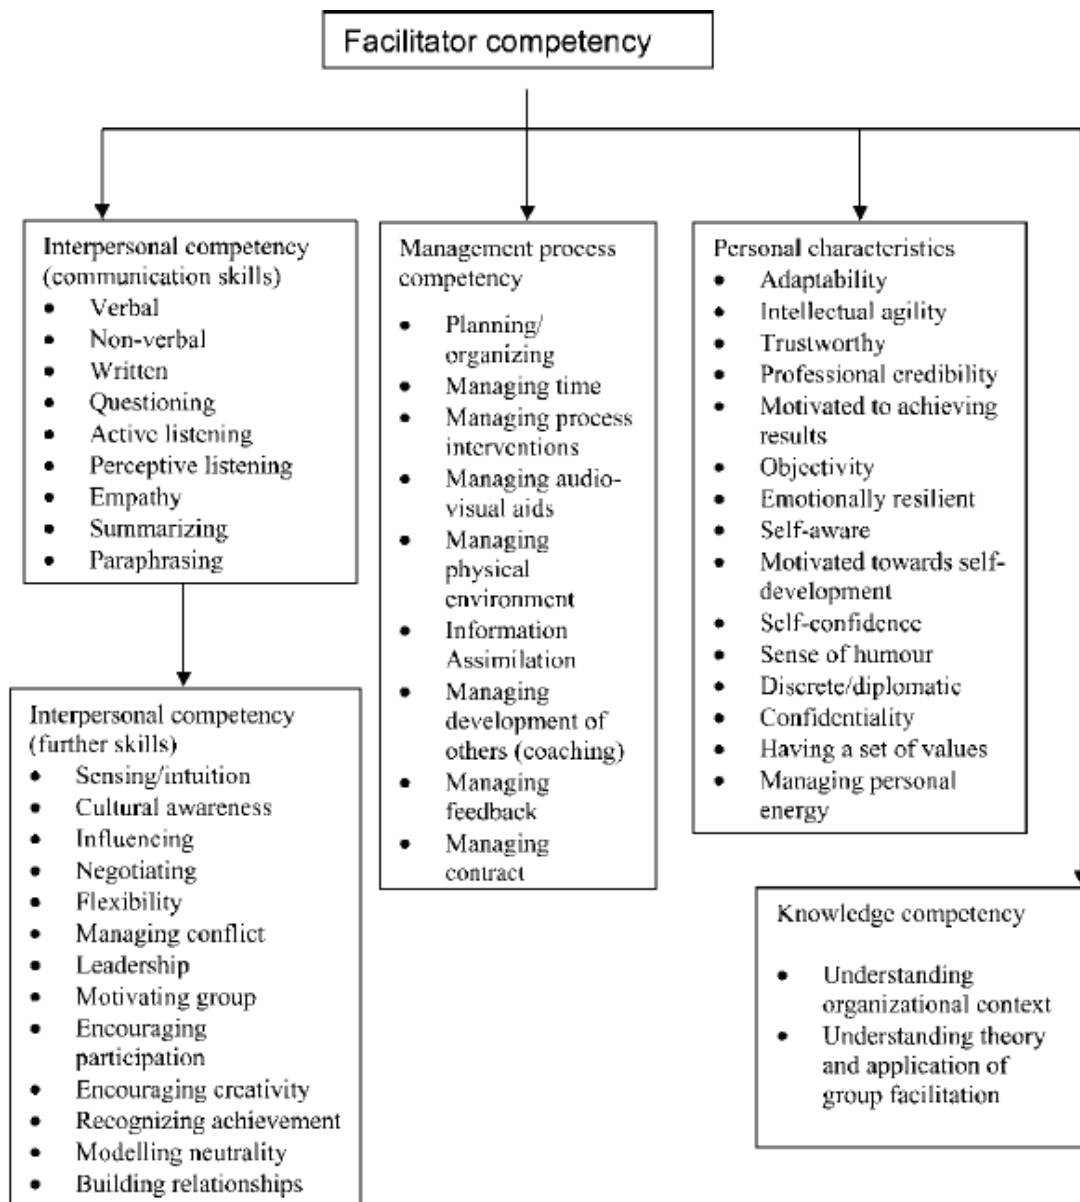 Facilitator competency
Interpersonal competency
(communication skills)
• Verbal
• Non-verbal
• Written
• Questioning
• Active listening
• Perceptive listening
• Empathy
• Summarizing
• Paraphrasing
Interpersonal competency
(further skills)
• Sensing/intuition
• Cultural awareness
• Influencing
• Negotiating
• Flexibility
• Managing conflict
• Leadership
• Motivating group
• Encouraging
participation
• Encouraging creativity
• Recognizing achievement
• Modelling neutrality
• Building relationships
Management process
competency
• Planning/
organizing
• Managing time
• Managing process
interventions
• Managing audio-
visual aids
• Managing
physical
environment
• Information
Assimilation
• Managing
development of
others (coaching)
• Managing
feedback
• Managing
contract
Personal characteristics
• Adaptability
• Intellectual agility
• Trustworthy
• Professional credibility
• Motivated to achieving
results
• Objectivity
• Emotionally resilient
• Self-aware
• Motivated towards self-
development
• Self-confidence
• Sense of humour
• Discrete/diplomatic
• Confidentiality
• Having a set of values
• Managing personal
energy
Knowledge competency
• Understanding
organizational context
• Understanding theory
and application of
group facilitation